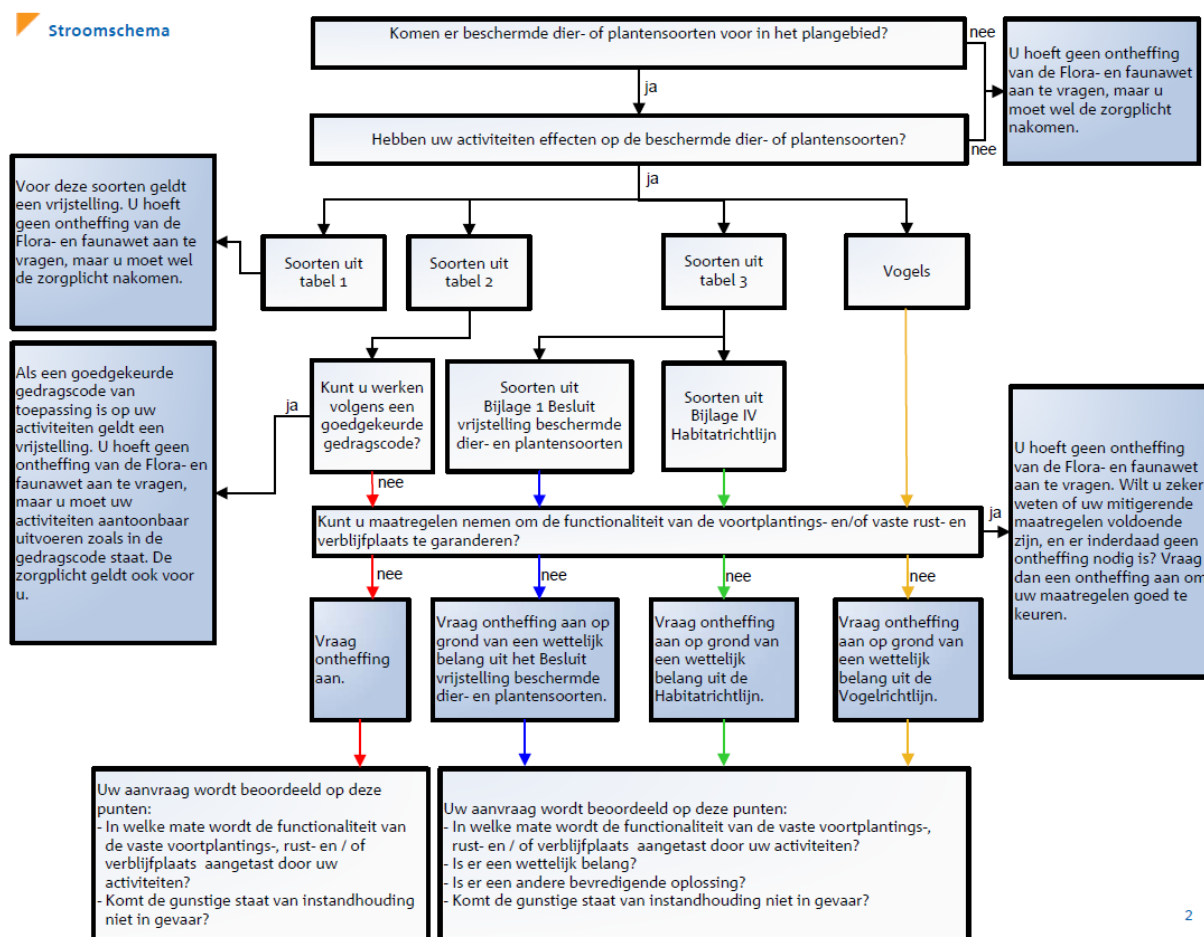 Stroomschema
Komen er beschermde dier- of plantensoorten voor in het plangebied?
nee
U hoeft geen ontheffing
van de Flora- en faunawet
aan te vragen, maar u
moet wel de zorgplicht
nakomen.
ja
Hebben uw activiteiten effecten op de beschermde dier- of plantensoorten?
nee
ja
Voor deze soorten geldt
een vrijstelling. U hoeft
geen ontheffing van de
Flora- en faunawet aan te
vragen, maar u moet wel
de zorgplicht nakomen.
Soorten uit
tabel 1
Soorten uit
tabel 2
Soorten uit
tabel 3
Vogels
Als een goedgekeurde
gedragscode van
toepassing is op uw
activiteiten geldt een
vrijstelling. U hoeft geen
ontheffing van de Flora- en
faunawet aan te vragen,
maar u moet uw
activiteiten aantoonbaar
uitvoeren zoals in de
gedragscode staat. De
zorgplicht geldt ook voor
u.
ja
Kunt u werken
volgens een
goedgekeurde
gedragscode?
Soorten uit
Bijlage 1 Besluit
vrijstelling beschermde
dier- en plantensoorten
Soorten uit
Bijlage IV
Habitatrichtlijn
nee
Kunt u maatregelen nemen om de functionaliteit van de voortplantings- en/of vaste rust- en
verblijfplaats te garanderen?
ja
U hoeft geen ontheffing
van de Flora- en faunawet
aan te vragen. Wilt u zeker
weten of uw mitigerende
maatregelen voldoende
zijn, en er inderdaad geen
ontheffing nodig is? Vraag
dan een ontheffing aan om
uw maatregelen goed te
keuren.
nee
nee
nee
nee
Vraag
ontheffing
aan.
Vraag ontheffing aan op
grond van een wettelijk
belang uit het Besluit
vrijstelling beschermde
dier- en plantensoorten.
Vraag ontheffing
aan op grond van
een wettelijk
belang uit de
Habitatrichtlijn.
Vraag ontheffing
aan op grond van
een wettelijk
belang uit de
Vogelrichtlijn.
Uw aanvraag wordt beoordeeld op deze
punten:
- In welke mate wordt de functionaliteit van
de vaste voortplantings-, rust- en / of
verblijfplaats aangetast door uw
activiteiten?
- Komt de gunstige staat van instandhouding
niet in gevaar?
Uw aanvraag wordt beoordeeld op deze punten:
- In welke mate wordt de functionaliteit van de vaste voortplantings-,
rust- en / of verblijfplaats aangetast door uw activiteiten?
- Is er een wettelijk belang?
- Is er een andere bevredigende oplossing?
- Komt de gunstige staat van instandhouding niet in gevaar?
2